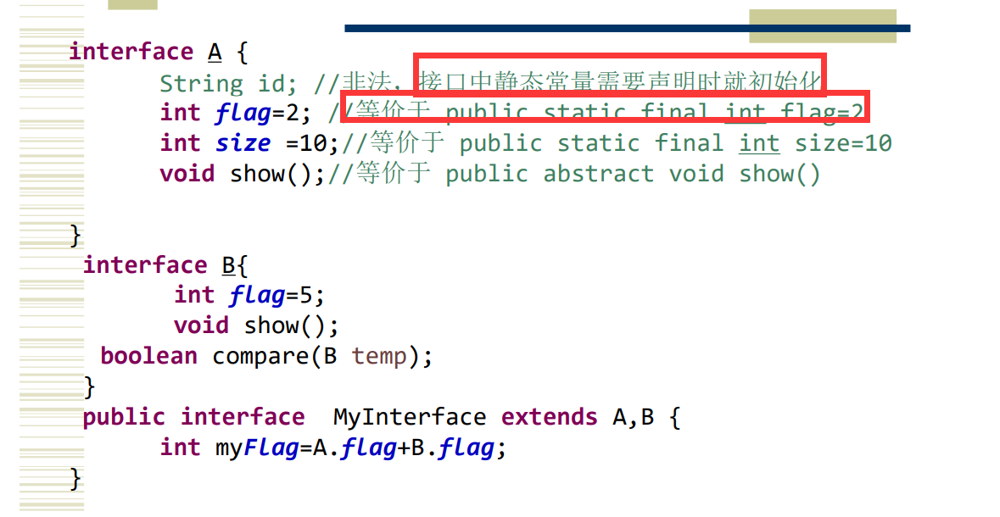 interface A {
String id; //非法，接口中静态常量需要声明时就初始化
int flag=2; //等价于 public static final int flag=2
int size =10;//等价于 public static final int size=10
void show();//等价于 public abstract void show()
}
interface B{
int flag=5;
void show();
boolean compare(B temp);
}
public interface MyInterface extends A,B {
int myFlag=A.flag+B.flag;
}